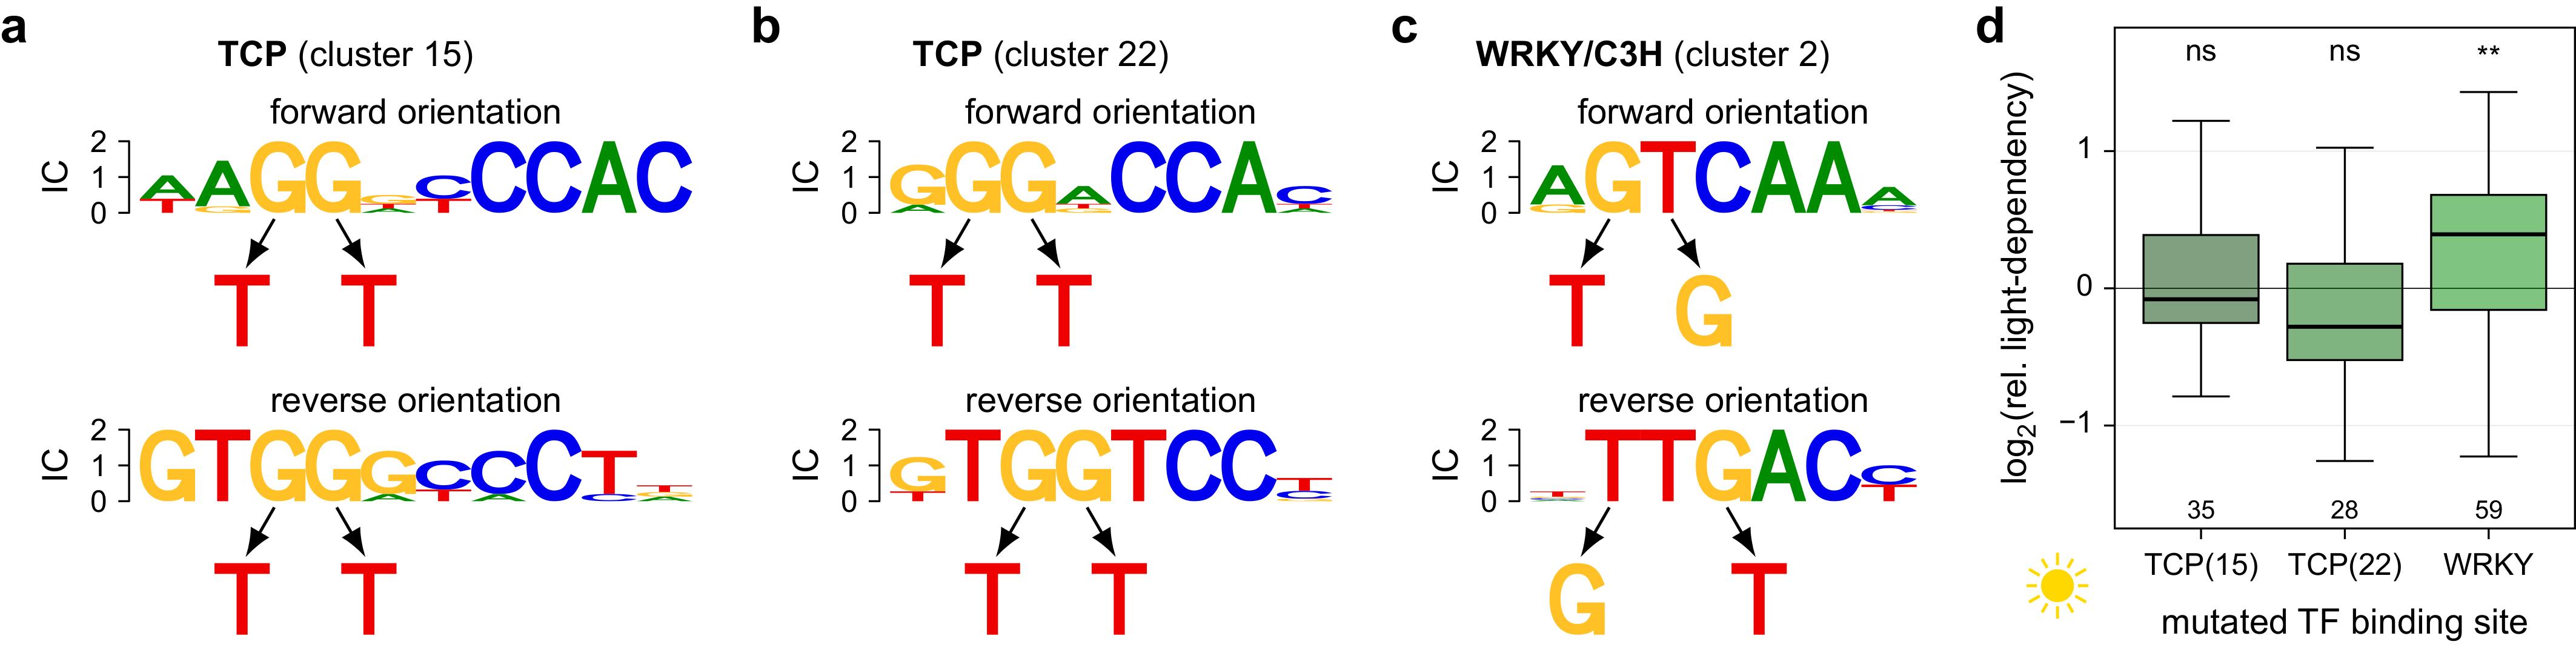 a
TCP (cluster 15)
forward orientation
IC
2
1
0
AAGGGCCCAC
T T
reverse orientation
IC
2
1
0
GTGGGCCCTT
T T
b
TCP (cluster 22)
forward orientation
IC
2
1
0
GGGACCAC
T T
reverse orientation
IC
2
1
0
GTGGTCCT
T T
c
WRKY/C3H (cluster 2)
forward orientation
IC
2
1
0
AGTCAAA
T G
reverse orientation
IC
2
1
0
TTTGACC
G T
d
log2(rel. light-dependency)
1
0
−1
ns ns **
35 28 59
TCP(15) TCP(22) WRKY
mutated TF binding site